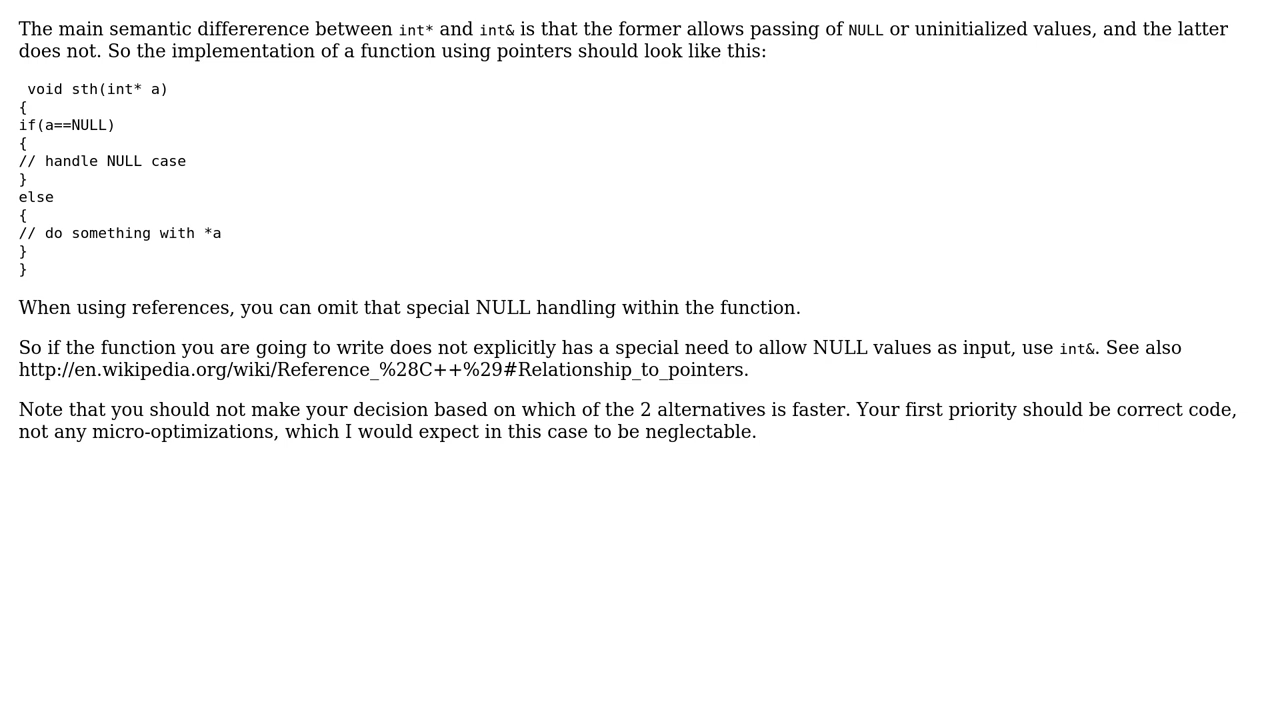 The main semantic differerence between int* and int& is that the former allows passing of NULL or uninitialized values, and the latter
does not. So the implementation of a function using pointers should look like this:
void sth(int* a)
{
if(a==NULL)
{
// handle NULL case
}
else
{
// do something with *a
}
}
When using references, you can omit that special NULL handling within the function.
So if the function you are going to write does not explicitly has a special need to allow NULL values as input, use int&. See also
http://en.wikipedia.org/wiki/Reference_%28C++%29#Relationship_to_pointers.
Note that you should not make your decision based on which of the 2 alternatives is faster. Your first priority should be correct code,
not any micro-optimizations, which I would expect in this case to be neglectable.